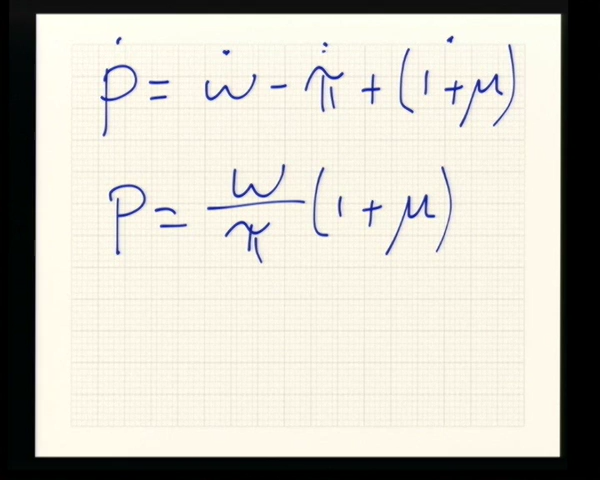 ṗ = ẇ - π̇ + (1 +̇ μ)
P = w/π (1 + μ)